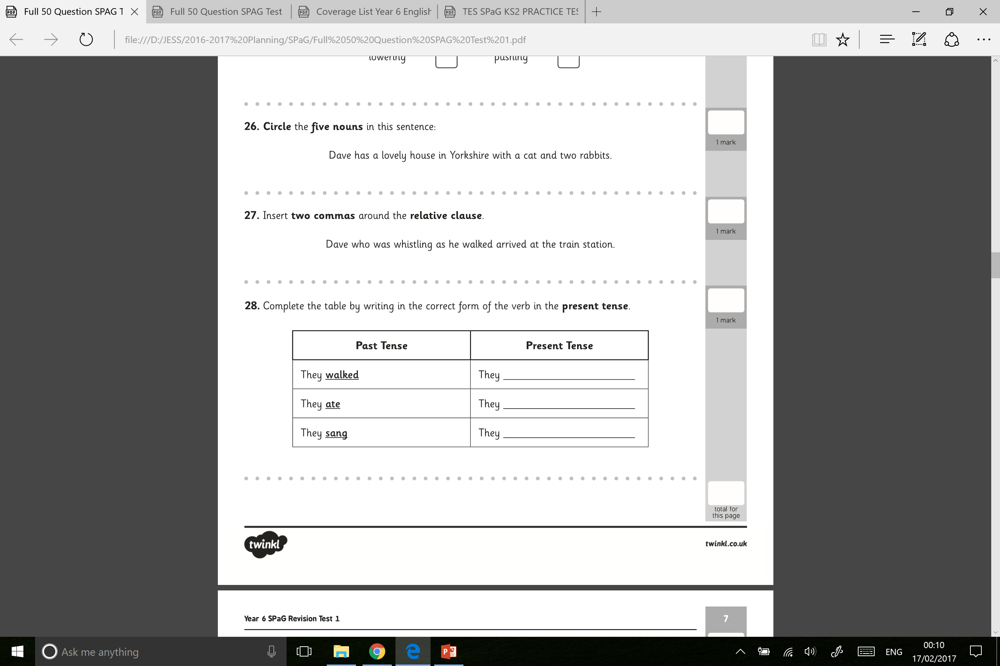 Full 50 Question SPAG T
Full 50 Question SPAG Test
Coverage List Year 6 English
TES SPaG KS2 PRACTICE TES
file:///D:/JESS/2016-2017%20Planning/SPaG/Full%2050%20Question%20SPAG%20Test%201.pdf
lowering pushing
26. Circle the five nouns in this sentence:
1 mark
Dave has a lovely house in Yorkshire with a cat and two rabbits.
27. Insert two commas around the relative clause.
1 mark
Dave who was whistling as he walked arrived at the train station.
28. Complete the table by writing in the correct form of the verb in the present tense.
1 mark
Past Tense Present Tense
They walked They
They ate They
They sang They
total for
this page
twinkl
twinkl.co.uk
Year 6 SPaG Revision Test 1
7
Ask me anything
ENG
00:10
17/02/2017